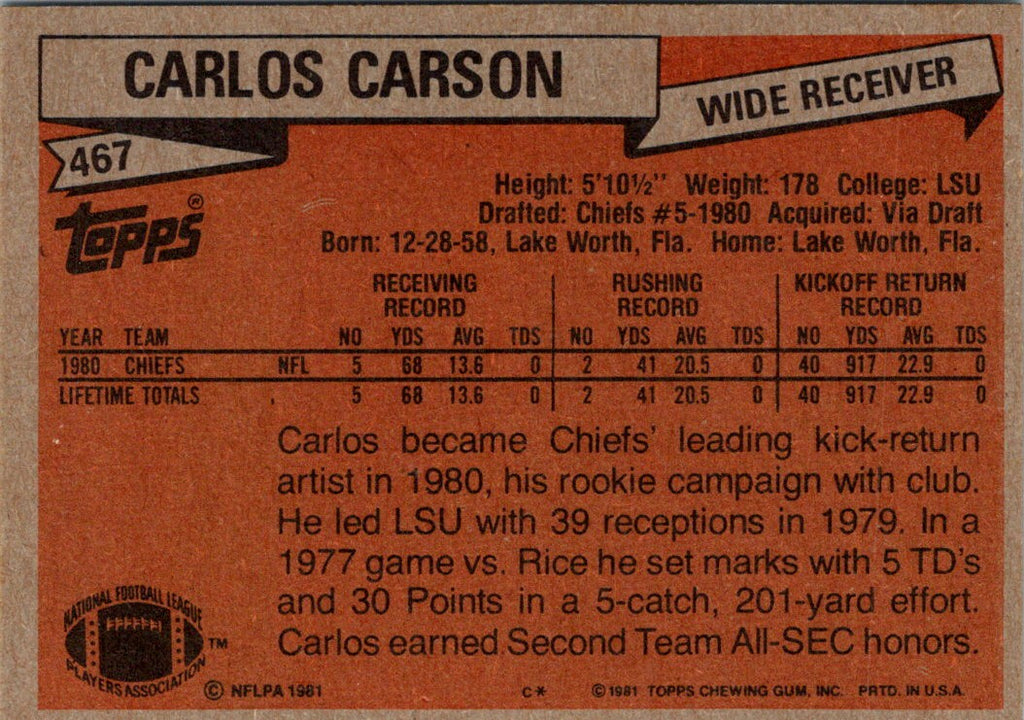 CARLOS CARSON
WIDE RECEIVER
467
Topps®
Height: 5'10½" Weight: 178 College: LSU
Drafted: Chiefs #5-1980 Acquired: Via Draft
Born: 12-28-58, Lake Worth, Fla. Home: Lake Worth, Fla.
RECEIVING RECORD RUSHING RECORD KICKOFF RETURN RECORD
YEAR TEAM NO YDS AVG TDS NO YDS AVG TDS NO YDS AVG TDS
1980 CHIEFS NFL 5 68 13.6 0 2 41 20.5 0 40 917 22.9 0
LIFETIME TOTALS 5 68 13.6 0 2 41 20.5 0 40 917 22.9 0
Carlos became Chiefs' leading kick-return
artist in 1980, his rookie campaign with club.
He led LSU with 39 receptions in 1979. In a
1977 game vs. Rice he set marks with 5 TD's
and 30 Points in a 5-catch, 201-yard effort.
Carlos earned Second Team All-SEC honors.
NATIONAL FOOTBALL LEAGUE
PLAYERS ASSOCIATION ™
© NFLPA 1981 C* © 1981 TOPPS CHEWING GUM, INC. PRTD. IN U.S.A.